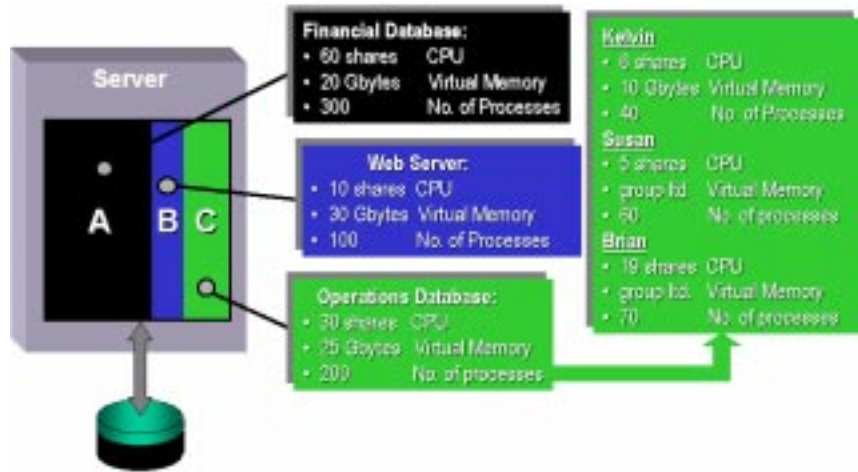 Server
A
B
C
Financial Database:
• 60 shares CPU
• 20 Gbytes Virtual Memory
• 300 No. of Processes
Web Server:
• 10 shares CPU
• 30 Gbytes Virtual Memory
• 100 No. of Processes
Operations Database:
• 30 shares CPU
• 25 Gbytes Virtual Memory
• 200 No. of processes
Kelvin
• 6 shares CPU
• 10 Gbytes Virtual Memory
• 40 No. of Processes
Susan
• 5 shares CPU
• group ltd. Virtual Memory
• 60 No. of processes
Brian
• 19 shares CPU
• group ltd. Virtual Memory
• 70 No. of processes